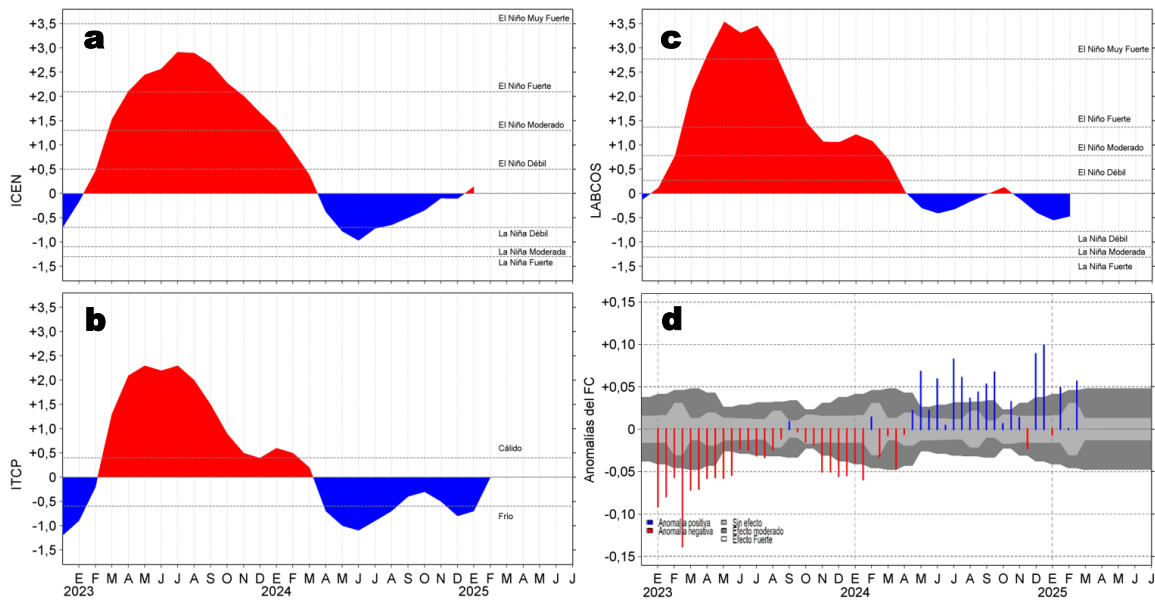 a
+3,5
+3,0
+2,5
+2,0
+1,5
+1,0
+0,5
0
-0,5
-1,0
-1,5
ICEN
El Niño Muy Fuerte
El Niño Fuerte
El Niño Moderado
El Niño Débil
La Niña Débil
La Niña Moderada
La Niña Fuerte
c
+3,5
+3,0
+2,5
+2,0
+1,5
+1,0
+0,5
0
-0,5
-1,0
-1,5
LABCOS
El Niño Muy Fuerte
El Niño Fuerte
El Niño Moderado
El Niño Débil
La Niña Débil
La Niña Moderada
La Niña Fuerte
b
+3,5
+3,0
+2,5
+2,0
+1,5
+1,0
+0,5
0
-0,5
-1,0
-1,5
ITCP
Cálido
Frío
E F M A M J J A S O N D E F M A M J J A S O N D E F M A M J J
2023 2024 2025
d
+0,15
+0,10
+0,05
0
-0,05
-0,10
-0,15
Anomalías del FC
Anomalia positiva
Anomalia negativa
Sin efecto
Efecto moderado
Efecto Fuerte
E F M A M J J A S O N D E F M A M J J A S O N D E F M A M J J
2023 2024 2025